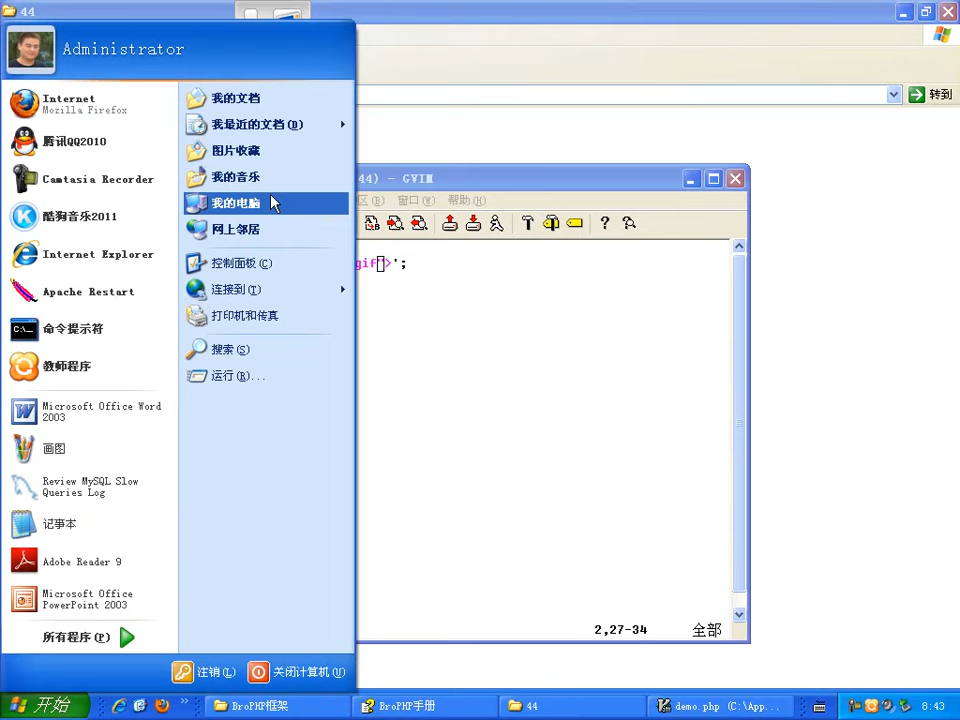 44
Administrator
Internet
Mozilla Firefox
腾讯QQ2010
Camtasia Recorder
酷狗音乐2011
Internet Explorer
Apache Restart
C:\_
命令提示符
教师程序
Microsoft Office Word
2003
画图
Review MySQL Slow
Queries Log
记事本
Adobe Reader 9
Microsoft Office
PowerPoint 2003
所有程序(P)
我的文档
我最近的文档(D)
图片收藏
我的音乐
我的电脑
网上邻居
控制面板(C)
连接到(T)
打印机和传真
搜索(S)
运行(R)...
注销(L)
关闭计算机(U)
转到
44) - GVIM
区(B) 窗口(W) 帮助(H)
gif">';
2,27-34 全部
开始
BroPHP框架
BroPHP手册
44
demo.php (C:\App...
8:43